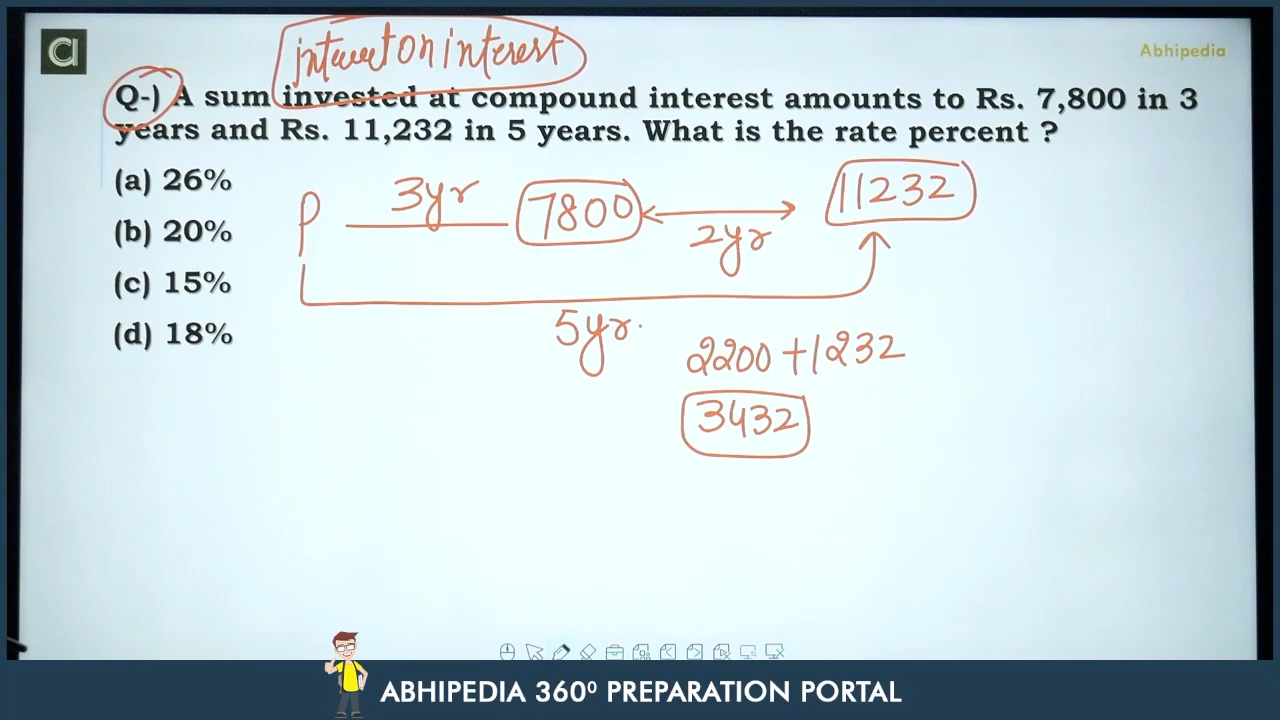 interest on interest
Abhipedia
Q-) A sum invested at compound interest amounts to Rs. 7,800 in 3
years and Rs. 11,232 in 5 years. What is the rate percent ?
(a) 26%
(b) 20%
(c) 15%
(d) 18%
P 3yr 7800 2yr 11232
5yr.
2200 + 1232
3432
ABHIPEDIA 360⁰ PREPARATION PORTAL